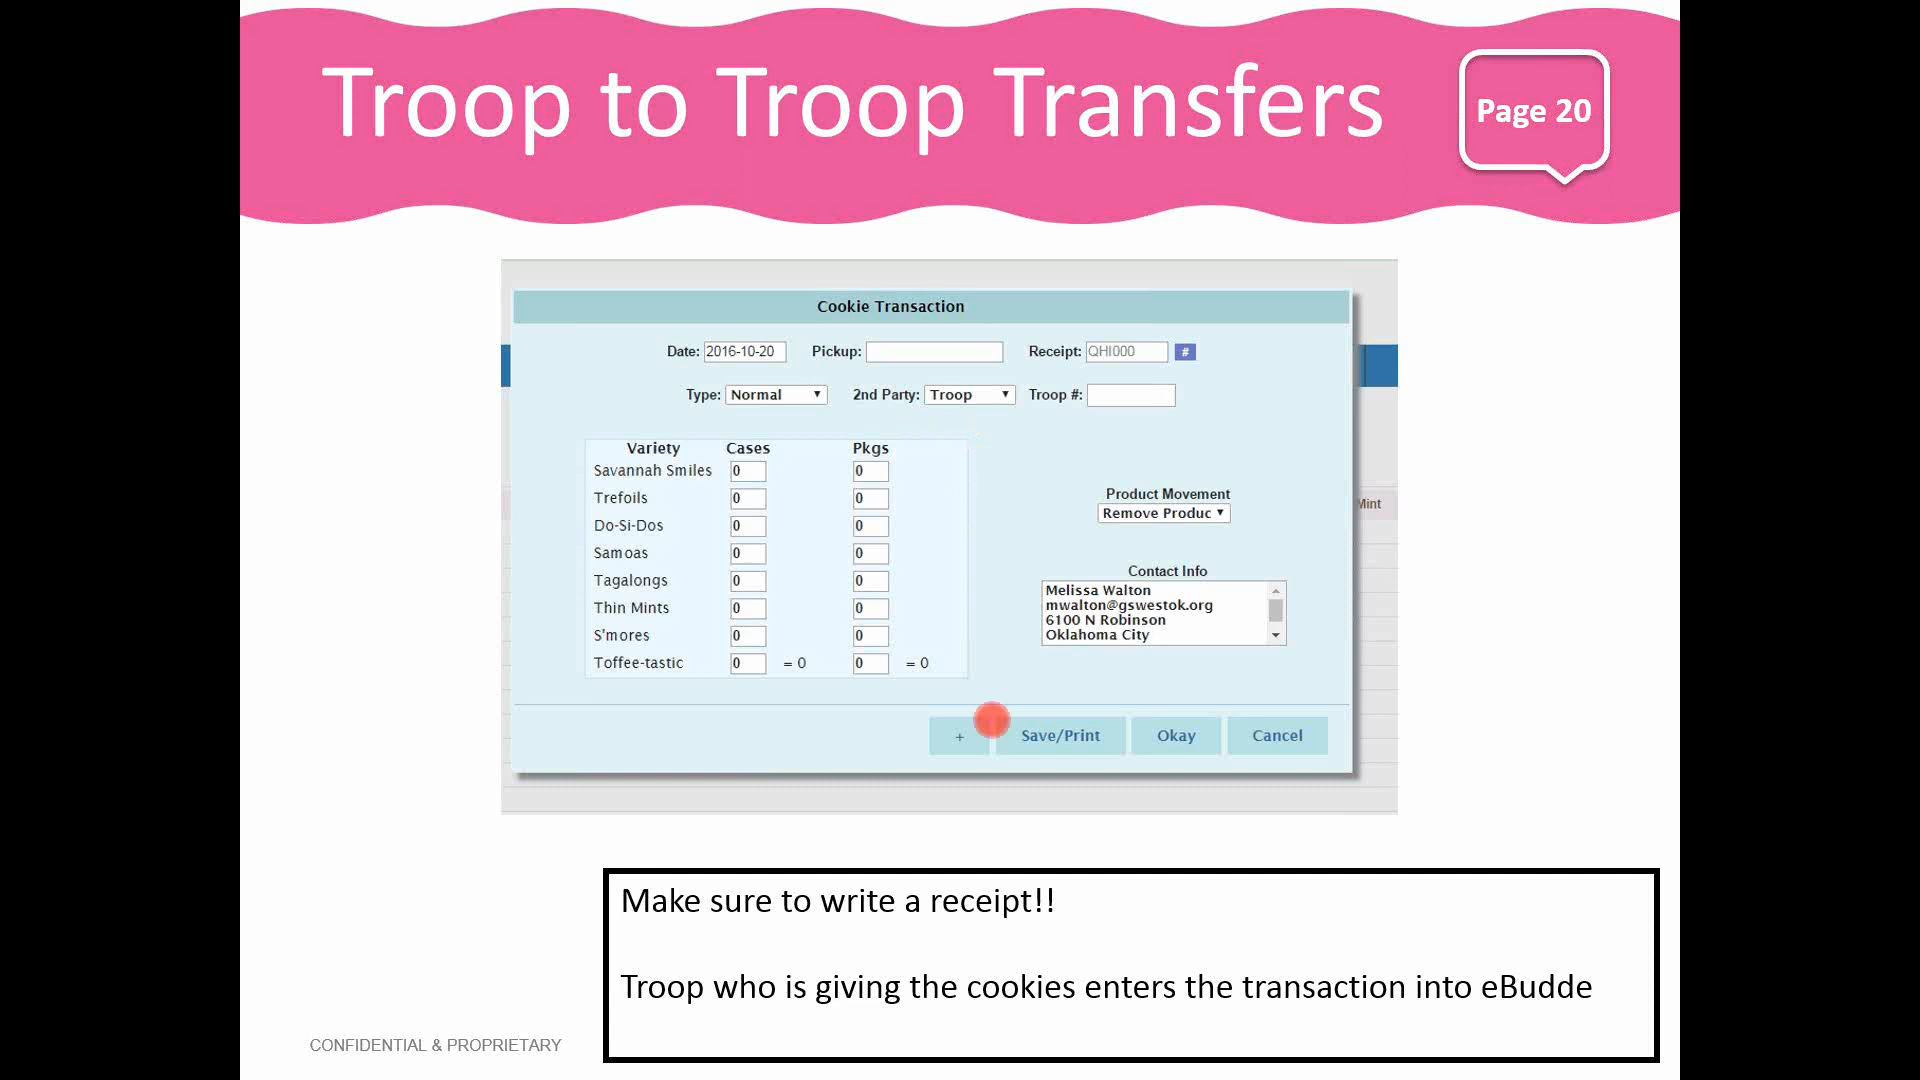 Troop to Troop Transfers
Page 20
Cookie Transaction
Date: 2016-10-20 Pickup: Receipt: QHI000 #
Type: Normal 2nd Party: Troop Troop #:
Variety Cases Pkgs
Savannah Smiles 0 0
Trefoils 0 0
Do-Si-Dos 0 0
Samoas 0 0
Tagalongs 0 0
Thin Mints 0 0
S'mores 0 0
Toffee-tastic 0 = 0 0 = 0
Product Movement
Remove Produc
Mint
Contact Info
Melissa Walton
mwalton@gswestok.org
6100 N Robinson
Oklahoma City
+ Save/Print Okay Cancel
Make sure to write a receipt!!
Troop who is giving the cookies enters the transaction into eBudde
CONFIDENTIAL & PROPRIETARY